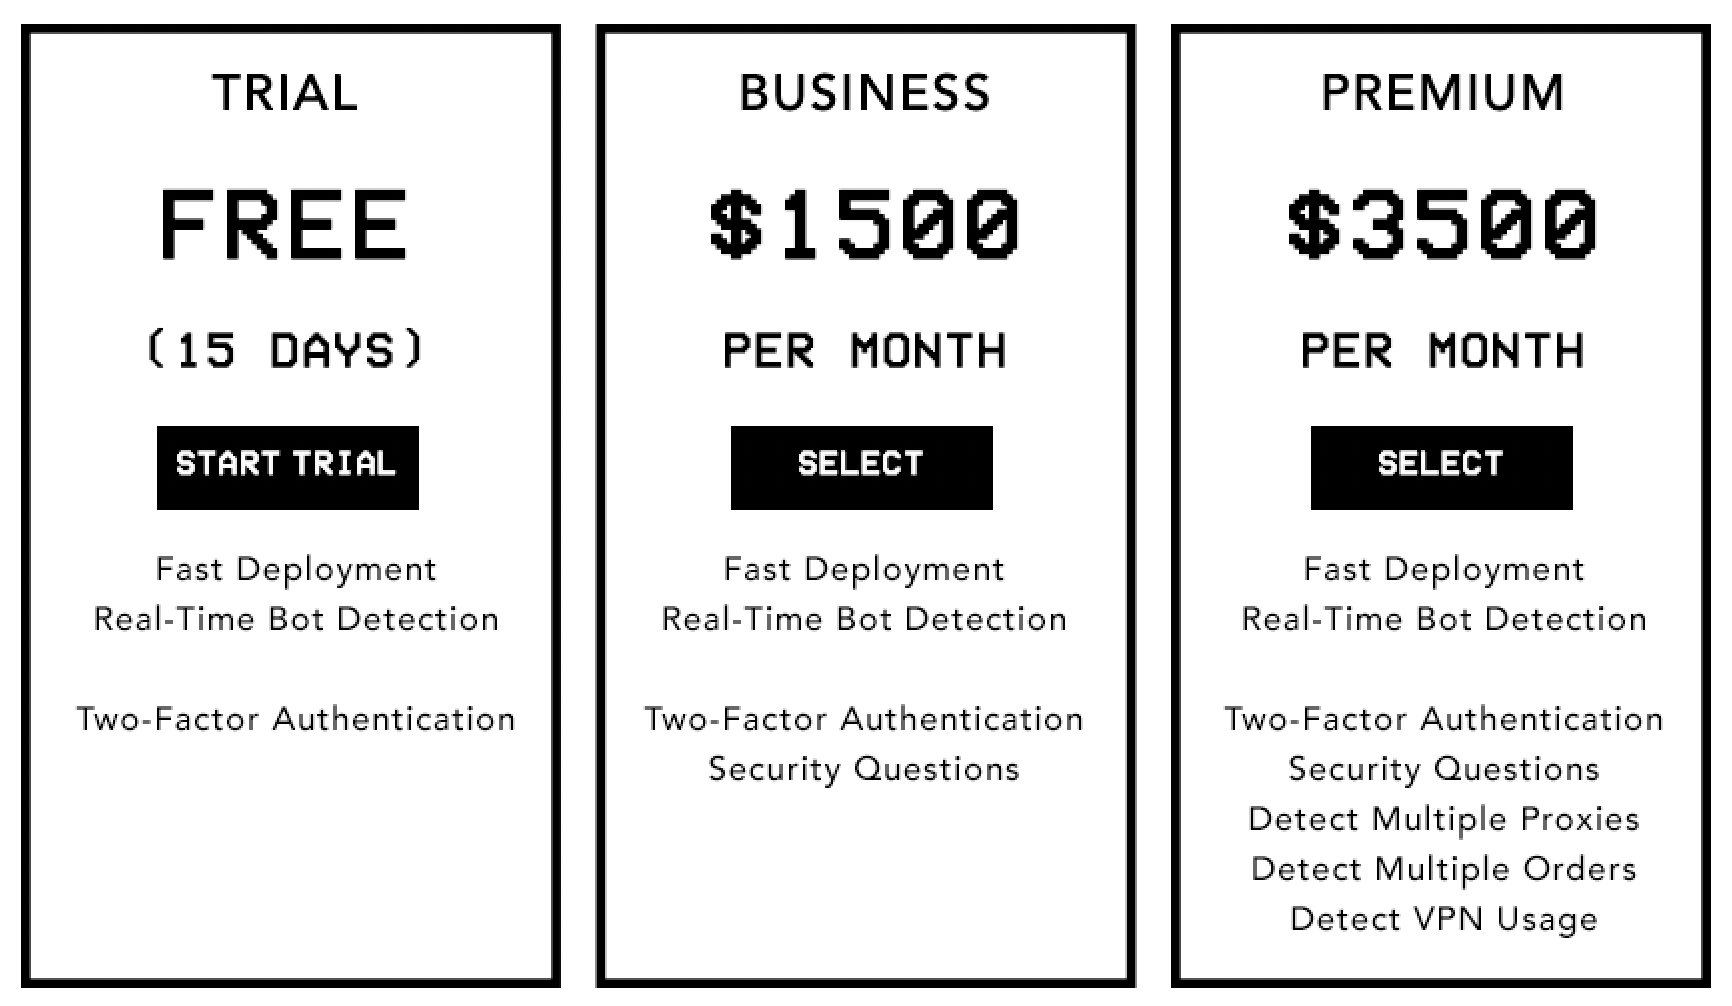 TRIAL
FREE
(15 DAYS)
START TRIAL
Fast Deployment
Real-Time Bot Detection
Two-Factor Authentication
BUSINESS
$1500
PER MONTH
SELECT
Fast Deployment
Real-Time Bot Detection
Two-Factor Authentication
Security Questions
PREMIUM
$3500
PER MONTH
SELECT
Fast Deployment
Real-Time Bot Detection
Two-Factor Authentication
Security Questions
Detect Multiple Proxies
Detect Multiple Orders
Detect VPN Usage